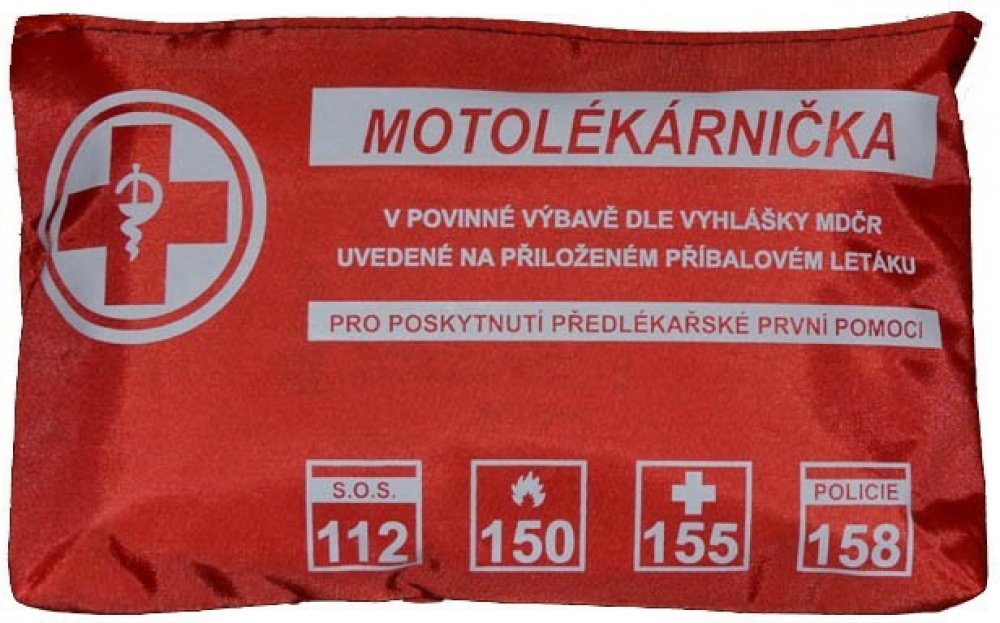 MOTOLÉKÁRNIČKA
V POVINNÉ VÝBAVĚ DLE VYHLÁŠKY MDČR
UVEDENÉ NA PŘILOŽENÉM PŘÍBALOVÉM LETÁKU
PRO POSKYTNUTÍ PŘEDLÉKAŘSKÉ PRVNÍ POMOCI
S.O.S.
112
150
155
POLICIE
158